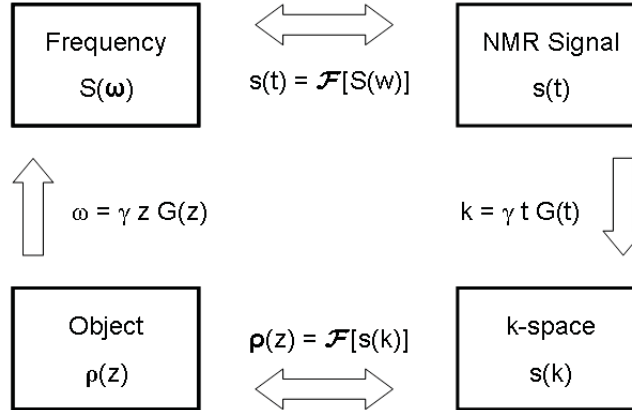 Frequency
S(ω)
s(t) = 𝓕[S(w)]
NMR Signal
s(t)
ω = γ z G(z)
k = γ t G(t)
Object
ρ(z)
ρ(z) = 𝓕[s(k)]
k-space
s(k)